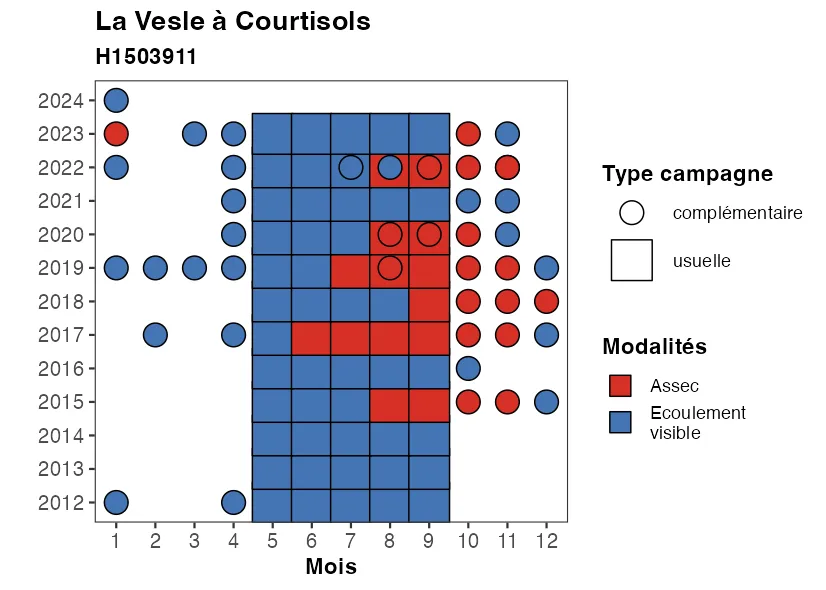 La Vesle à Courtisols
H1503911
2024
2023
2022
2021
2020
2019
2018
2017
2016
2015
2014
2013
2012
1 2 3 4 5 6 7 8 9 10 11 12
Mois
Type campagne
complémentaire
usuelle
Modalités
Assec
Ecoulement
visible